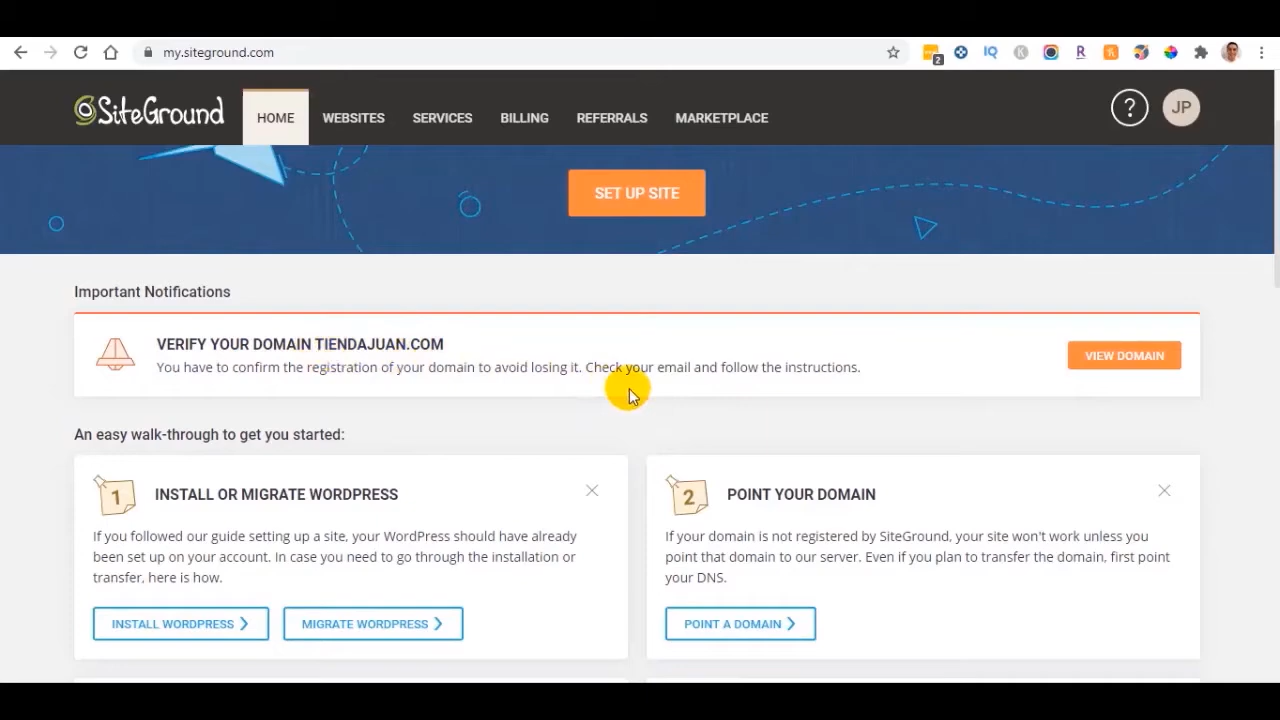 my.siteground.com
2
IQ
K
R
SiteGround
HOME
WEBSITES
SERVICES
BILLING
REFERRALS
MARKETPLACE
?
JP
SET UP SITE
Important Notifications
VERIFY YOUR DOMAIN TIENDAJUAN.COM
You have to confirm the registration of your domain to avoid losing it. Check your email and follow the instructions.
VIEW DOMAIN
An easy walk-through to get you started:
1
INSTALL OR MIGRATE WORDPRESS
If you followed our guide setting up a site, your WordPress should have already
been set up on your account. In case you need to go through the installation or
transfer, here is how.
INSTALL WORDPRESS
MIGRATE WORDPRESS
2
POINT YOUR DOMAIN
If your domain is not registered by SiteGround, your site won't work unless you
point that domain to our server. Even if you plan to transfer the domain, first point
your DNS.
POINT A DOMAIN